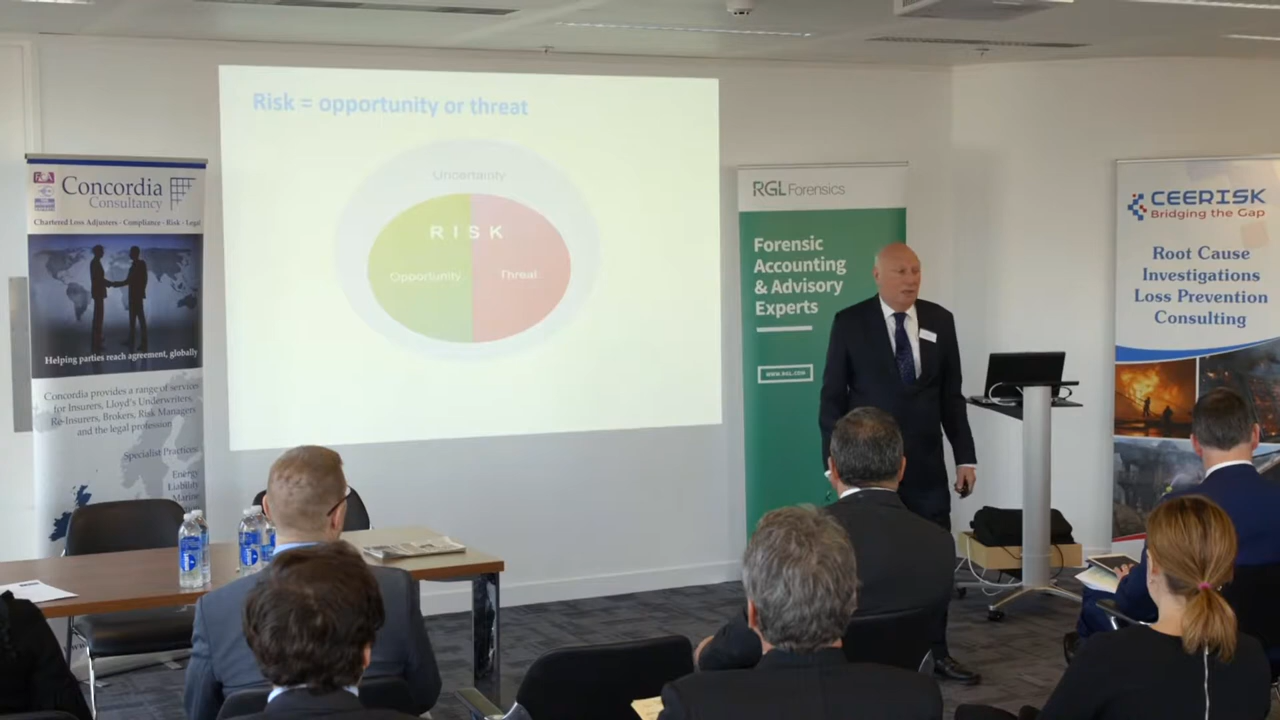 Risk = opportunity or threat
Uncertainty
RISK
Opportunity
Threat
Concordia
Consultancy
Chartered Loss Adjusters - Compliance - Risk - Legal
Helping parties reach agreement, globally
Concordia provides a range of services
for Insurers, Lloyd's Underwriters,
Re-Insurers, Brokers, Risk Managers
and the legal profession
Specialist Practices
Energy
Liability
Marine
RGL Forensics
Forensic
Accounting
& Advisory
Experts
WWW.RGL.COM
CEERISK
Bridging the Gap
Root Cause
Investigations
Loss Prevention
Consulting